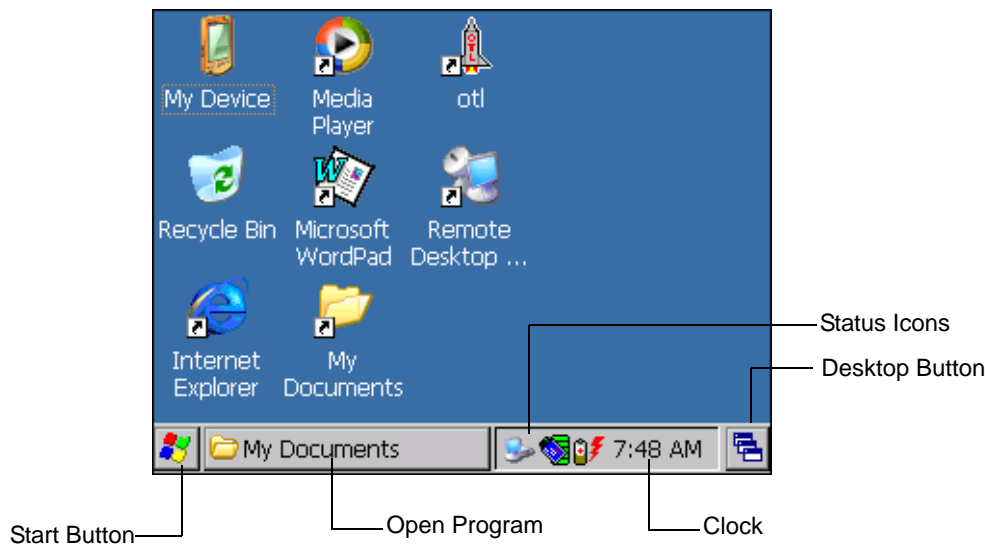 My Device
Media
Player
otl
OTL
Recycle Bin
W
Microsoft
WordPad
Remote
Desktop ...
Internet
Explorer
My
Documents
Status Icons
Desktop Button
My Documents
7:48 AM
Start Button
Open Program
Clock